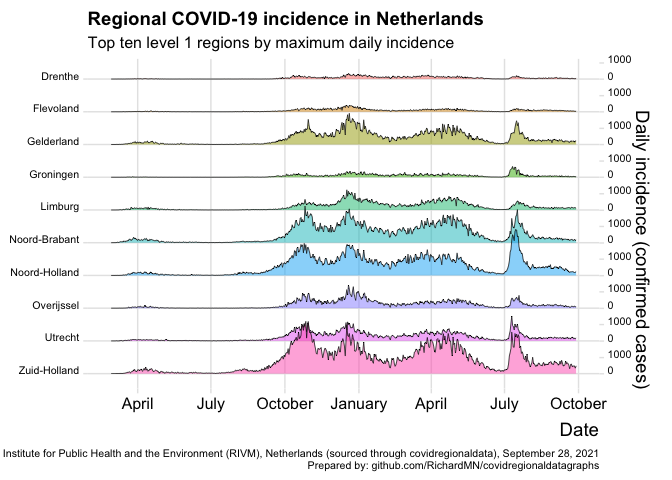 Regional COVID-19 incidence in Netherlands
Top ten level 1 regions by maximum daily incidence
Drenthe
Flevoland
Gelderland
Groningen
Limburg
Noord-Brabant
Noord-Holland
Overijssel
Utrecht
Zuid-Holland
1000
0
1000
0
1000
0
1000
0
1000
0
1000
0
1000
0
1000
0
1000
0
1000
0
Daily incidence (confirmed cases)
April July October January April July October
Date
Institute for Public Health and the Environment (RIVM), Netherlands (sourced through covidregionaldata), September 28, 2021
Prepared by: github.com/RichardMN/covidregionaldatagraphs